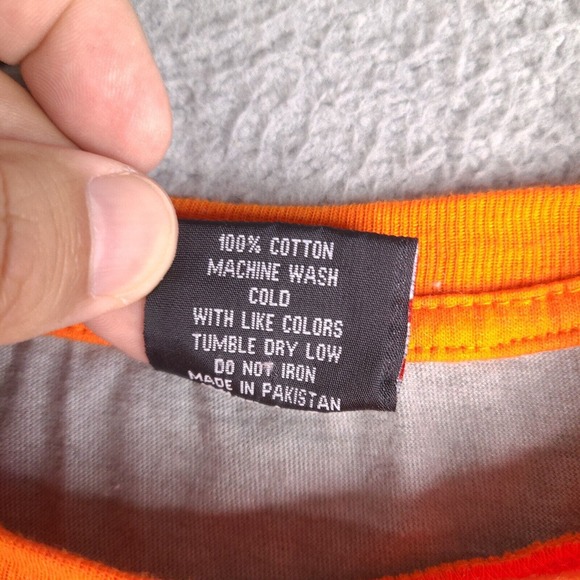 100% COTTON
MACHINE WASH
COLD
WITH LIKE COLORS
TUMBLE DRY LOW
DO NOT IRON
MADE IN PAKISTAN